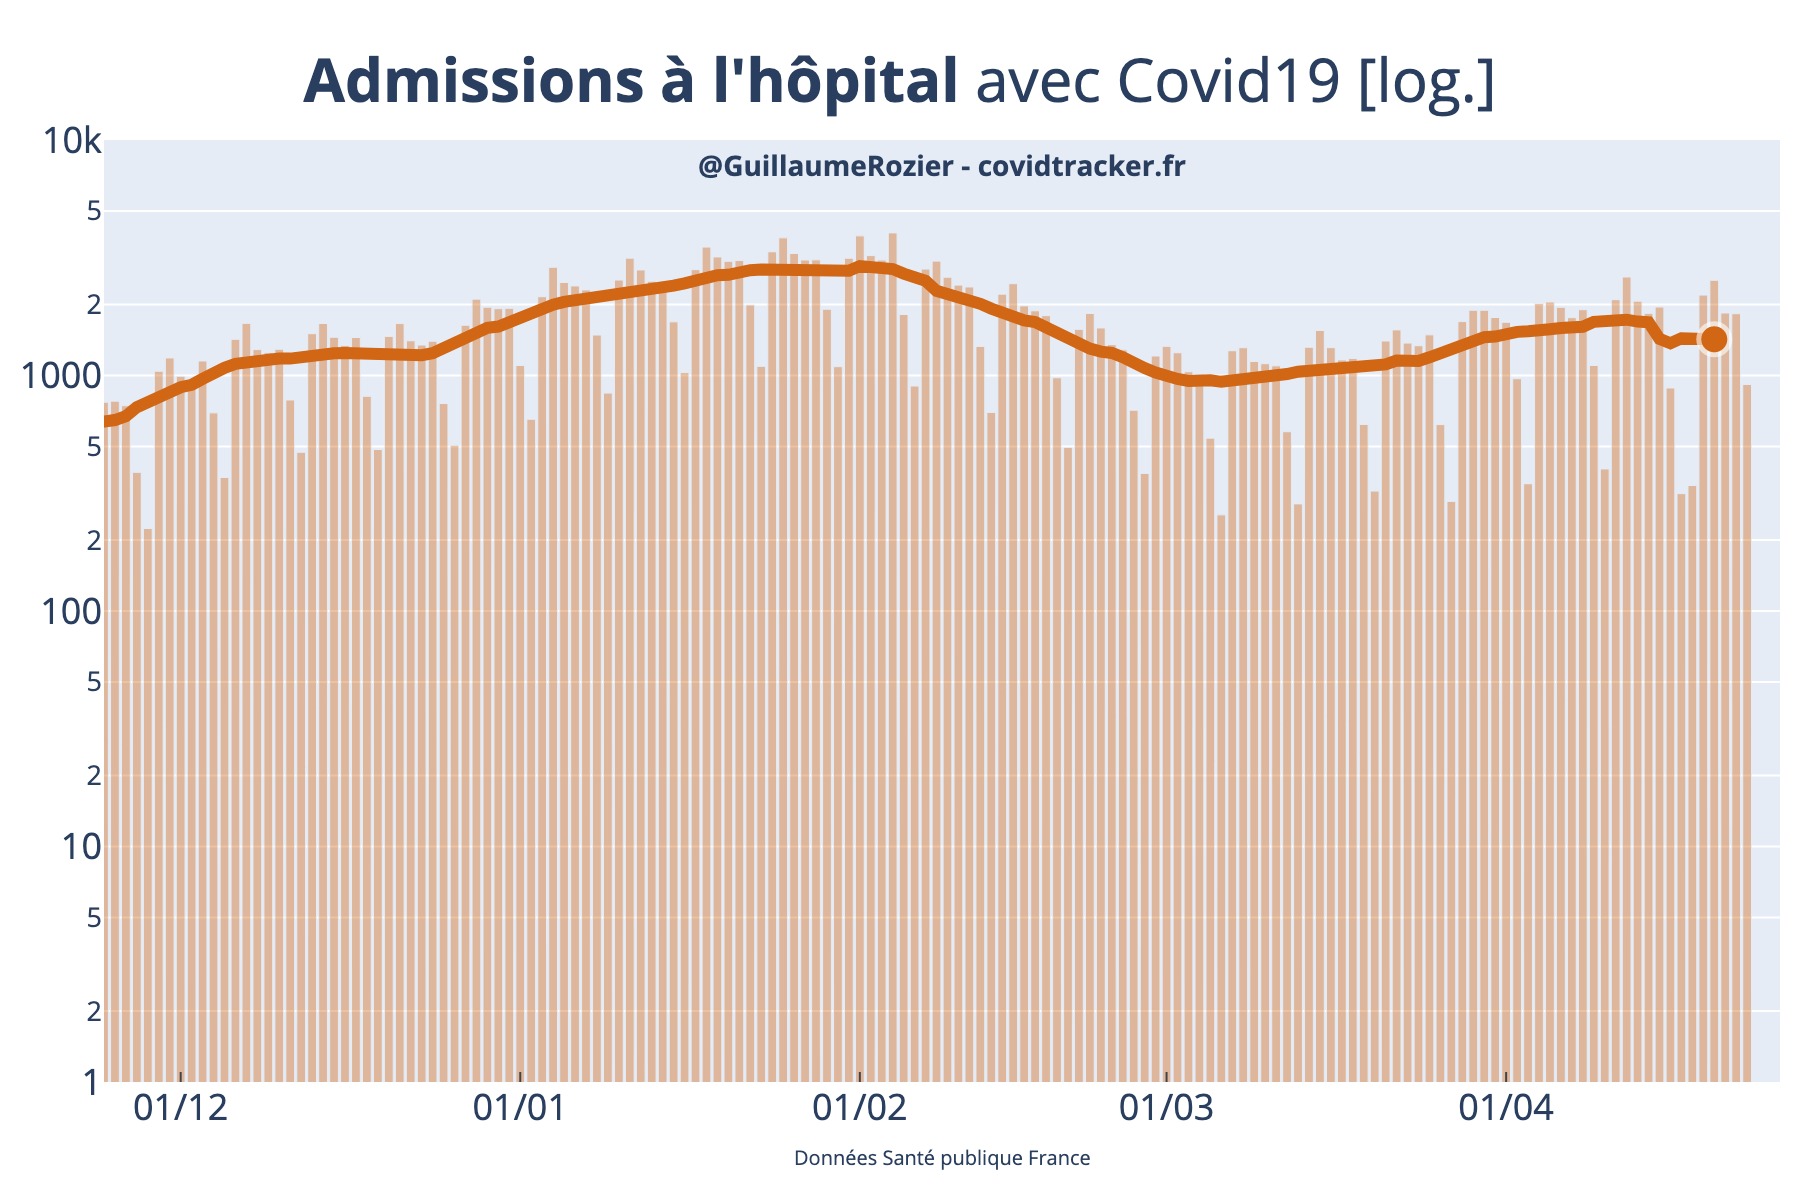 Admissions à l'hôpital avec Covid19 [log.]
@GuillaumeRozier - covidtracker.fr
10k
5
2
1000
5
2
100
5
2
10
5
2
1
01/12 01/01 01/02 01/03 01/04
Données Santé publique France